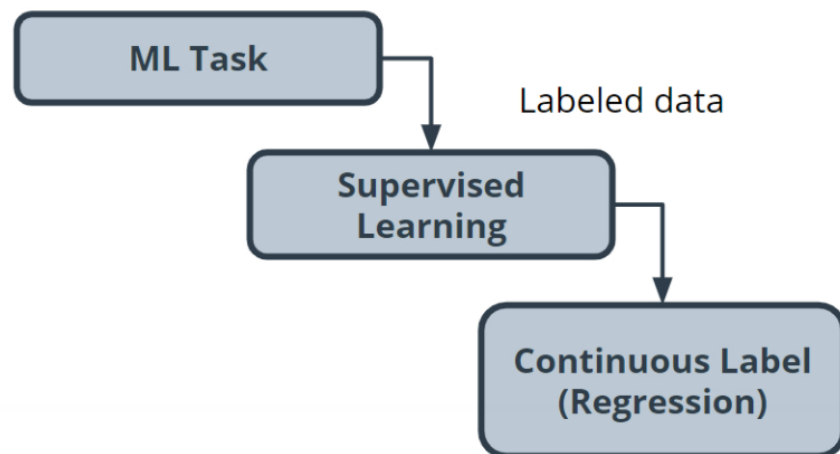 ML Task
Labeled data
Supervised
Learning
Continuous Label
(Regression)